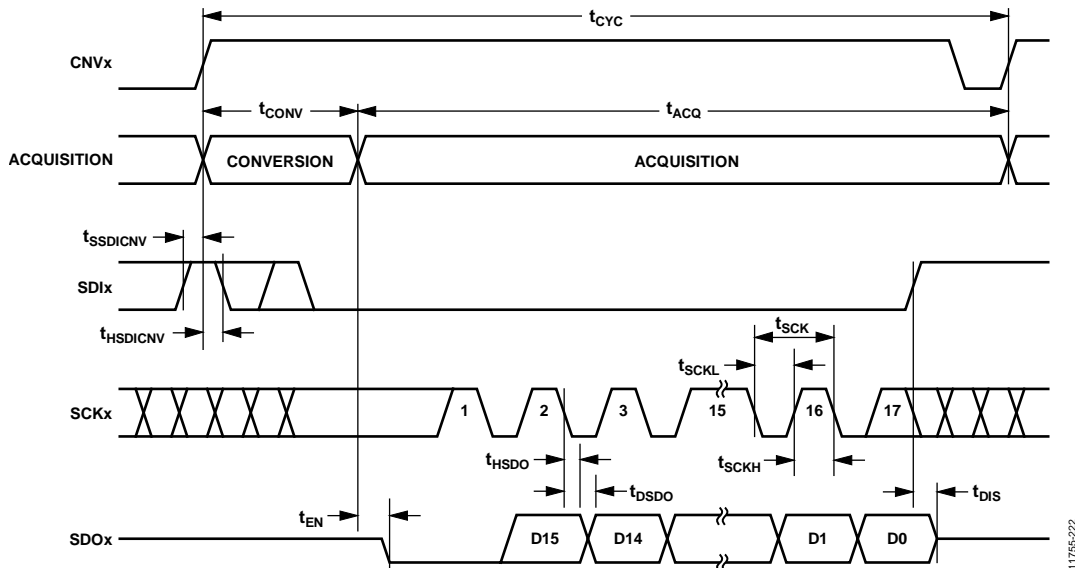 tCYC
CNVx
tCONV
tACQ
ACQUISITION
CONVERSION
ACQUISITION
tSSDICNV
SDIx
tHSDICNV
tSCK
tSCKL
SCKx
1
2
3
15
16
17
tHSDO
tSCKH
tDSDO
tDIS
tEN
SDOx
D15
D14
D1
D0
11755-222